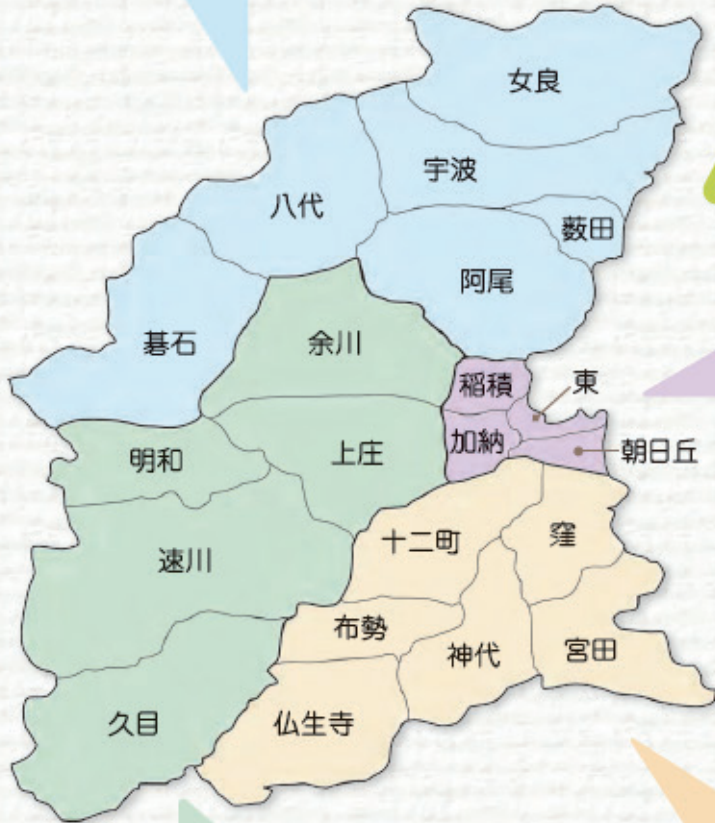 女良
宇波
八代
薮田
阿尾
碁石
余川
稲積
東
明和
上庄
加納
朝日丘
十二町
窪
速川
布勢
神代
宮田
久目
仏生寺